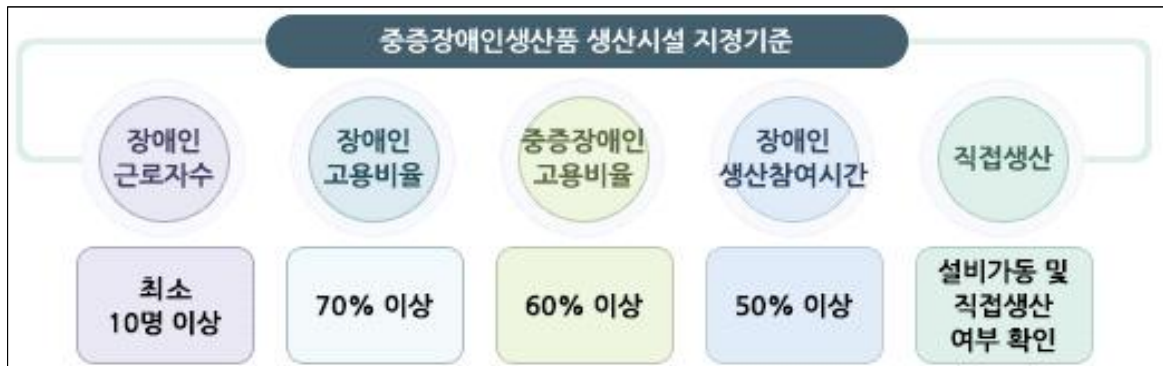 중증장애인생산품 생산시설 지정기준
장애인
근로자수
장애인
고용비율
중증장애인
고용비율
장애인
생산참여시간
직접생산
최소
10명 이상
70% 이상
60% 이상
50% 이상
설비가동 및
직접생산
여부 확인